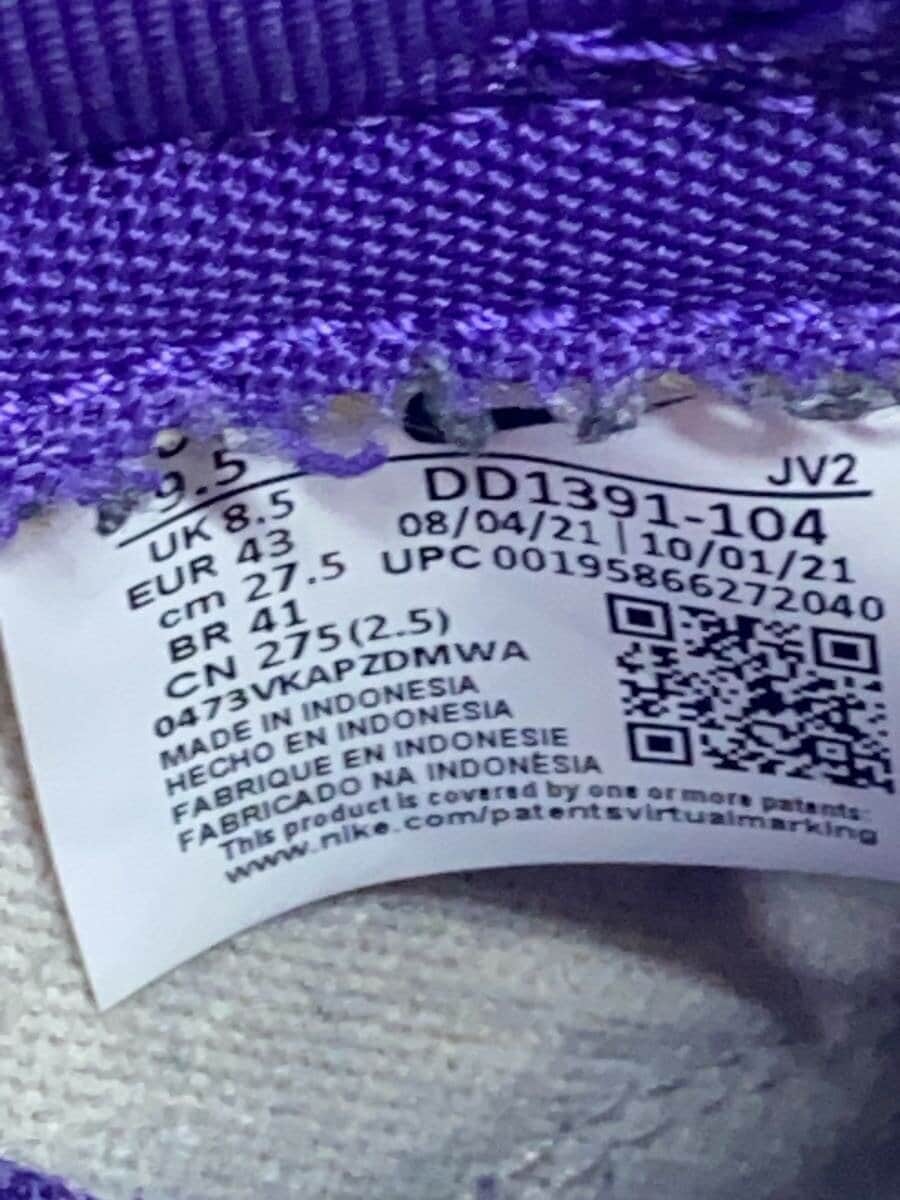 9.5
UK 8.5
EUR 43
cm 27.5
BR 41
CN 275(2.5)
JV2
DD1391-104
08/04/21 | 10/01/21
UPC 00195866272040
0473VKAPZDMWA
MADE IN INDONESIA
HECHO EN INDONESIA
FABRIQUE EN INDONESIE
FABRICADO NA INDONÈSIA
This product is covered by one or more patents:
www.nike.com/patentsvirtualmarking